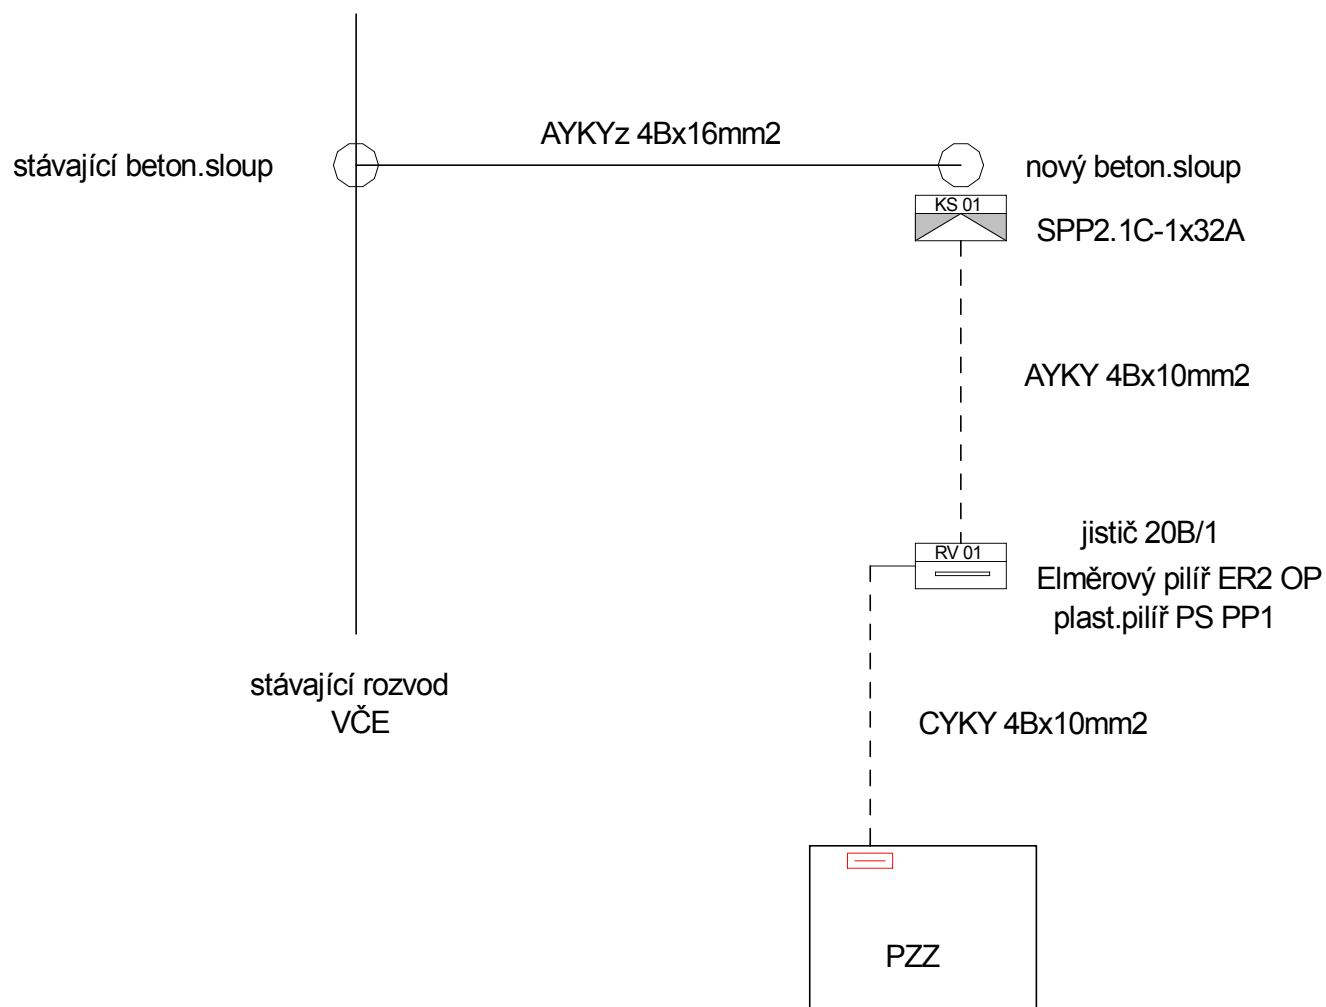 AYKYz 4Bx16mm2
stávající beton.sloup
nový beton.sloup
KS 01
SPP2.1C-1x32A
AYKY 4Bx10mm2
jistič 20B/1
RV 01
Elměrový pilíř ER2 OP
plast.pilíř PS PP1
stávající rozvod
VČE
CYKY 4Bx10mm2
PZZ